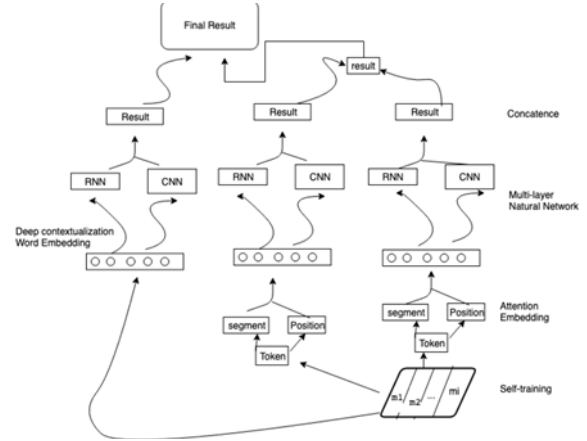 Final Result
result
Result
Result
Result
Concatence
RNN
CNN
RNN
CNN
RNN
CNN
Multi-layer
Natural Network
Deep contextualization
Word Embedding
segment
Position
segment
Position
Attention
Embedding
Token
Token
m1
m2
...
mi
Self-training